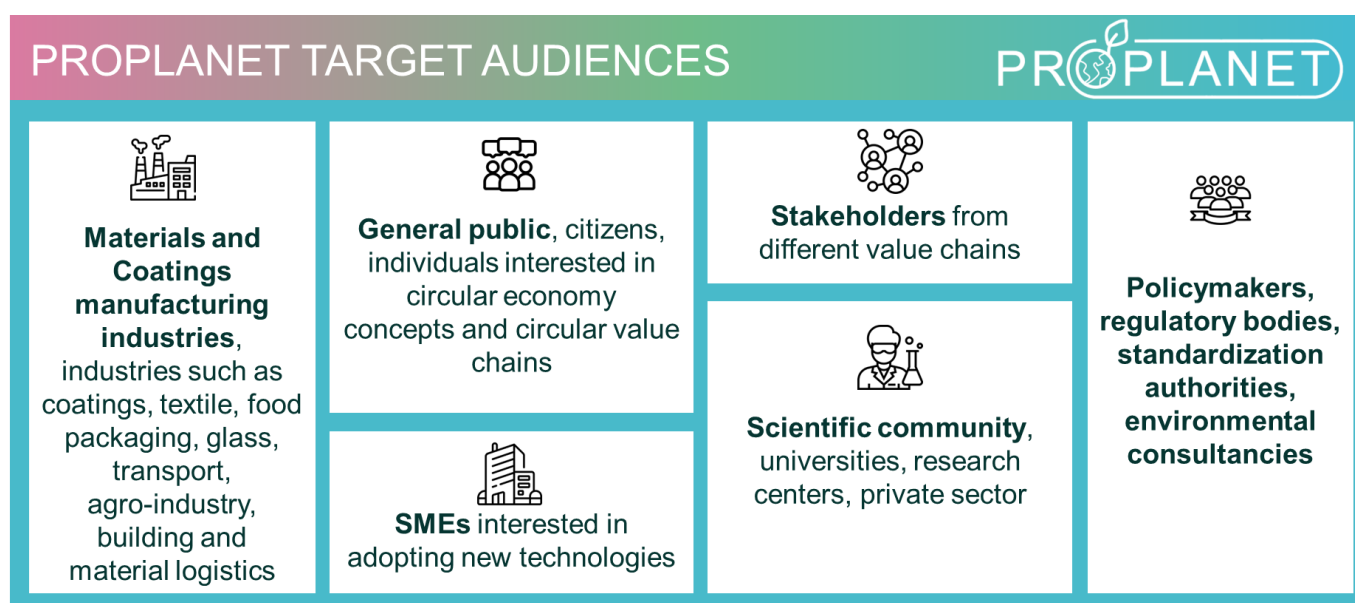 PROPLANET TARGET AUDIENCES
PROPLANET
Materials and
Coatings
manufacturing
industries,
industries such as
coatings, textile, food
packaging, glass,
transport,
agro-industry,
building and
material logistics
General public, citizens,
individuals interested in
circular economy
concepts and circular value
chains
SMEs interested in
adopting new technologies
Stakeholders from
different value chains
Scientific community,
universities, research
centers, private sector
Policymakers,
regulatory bodies,
standardization
authorities,
environmental
consultancies